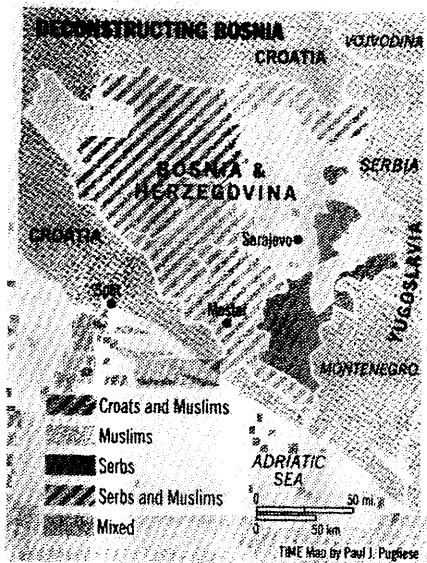 DECONSTRUCTING BOSNIA
CROATIA
VOJVODINA
BOSNIA &
HERZEGOVINA
SERBIA
CROATIA
Sarajevo
YUGOSLAVIA
Split
Mostar
MONTENEGRO
Croats and Muslims
Muslims
Serbs
Serbs and Muslims
Mixed
ADRIATIC
SEA
0 50 mi.
0 50 km
TIME Map by Paul J. Pugliese